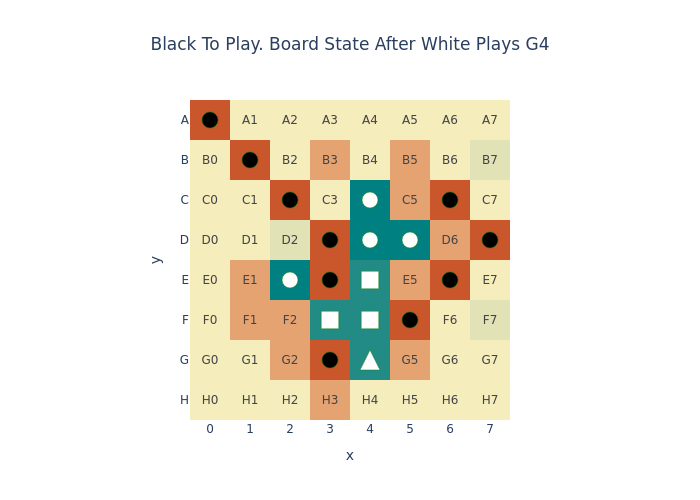 Black To Play. Board State After White Plays G4
A A1 A2 A3 A4 A5 A6 A7
B B0 B2 B3 B4 B5 B6 B7
C C0 C1 C3 C5 C7
D D0 D1 D2 D6
E E0 E1 E5 E7
F F0 F1 F2 F6 F7
G G0 G1 G2 G5 G6 G7
H H0 H1 H2 H3 H4 H5 H6 H7
0 1 2 3 4 5 6 7
x
y